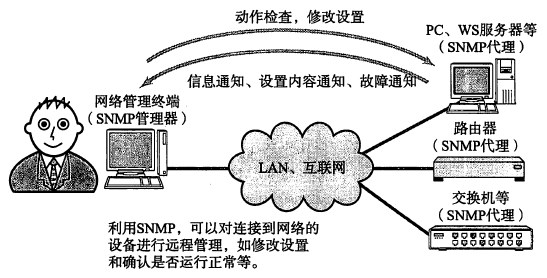 动作检查，修改设置
PC、WS服务器等
（SNMP代理）
信息通知、设置内容通知、故障通知
网络管理终端
（SNMP管理器）
路由器
（SNMP代理）
LAN、互联网
交换机等
（SNMP代理）
利用SNMP，可以对连接到网络的
设备进行远程管理，如修改设置
和确认是否运行正常等。